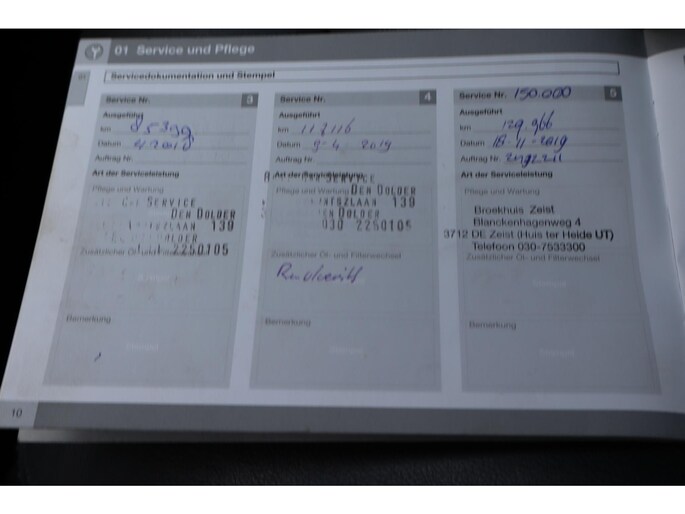 01 Service und Pflege
Servicedokumentation und Stempel
Service Nr. 3
Ausgeführt
km 95399
Datum
Auftrag Nr.
Art der Serviceleistung
Pflege und Wartung
SERVICE
DEN DOLDER
139
2250105
Zusätzlicher Öl- und Filterwechsel
Bemerkung
Service Nr. 4
Ausgeführt
km 117116
Datum 9-4 2019
Auftrag Nr.
Art der Serviceleistung
SERVICE
Pflege und Wartung
DEN DOLDER
139
DEN DOLDER
030 2250105
Zusätzlicher Öl- und Filterwechsel
Bemerkung
Service Nr. 150.000 5
Ausgeführt
km 129.966
Datum 18-11-2019
Auftrag Nr.
Art der Serviceleistung
Pflege und Wartung
Broekhuis Zeist
Blanckenhagenweg 4
3712 DE Zeist (Huis ter Heide UT)
Telefoon 030-7533300
Zusätzlicher Öl- und Filterwechsel
Bemerkung
10